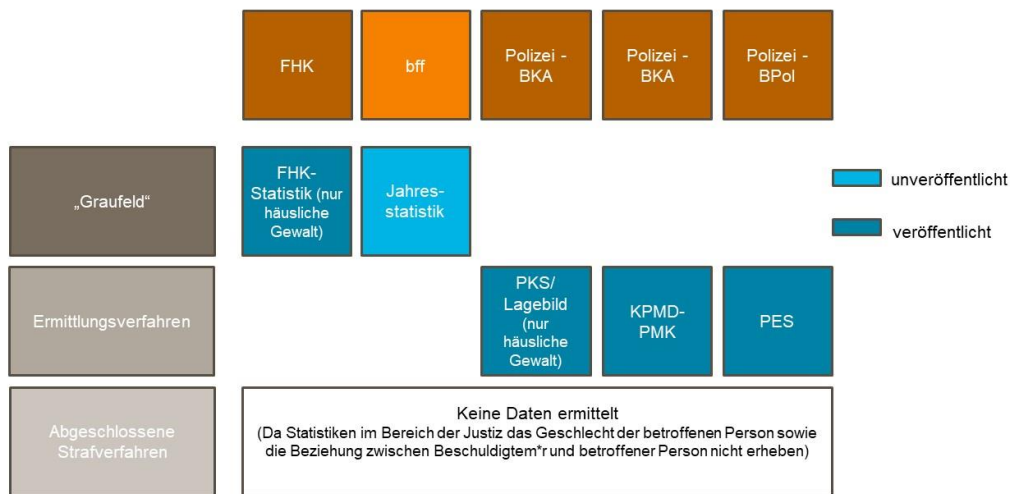 FHK
bff
Polizei -
BKA
Polizei -
BKA
Polizei -
BPol
„Graufeld“
FHK-
Statistik (nur
häusliche
Gewalt)
Jahres-
statistik
unveröffentlicht
veröffentlicht
Ermittlungsverfahren
PKS/
Lagebild
(nur
häusliche
Gewalt)
KPMD-
PMK
PES
Abgeschlossene
Strafverfahren
Keine Daten ermittelt
(Da Statistiken im Bereich der Justiz das Geschlecht der betroffenen Person sowie
die Beziehung zwischen Beschuldigtem*r und betroffener Person nicht erheben)